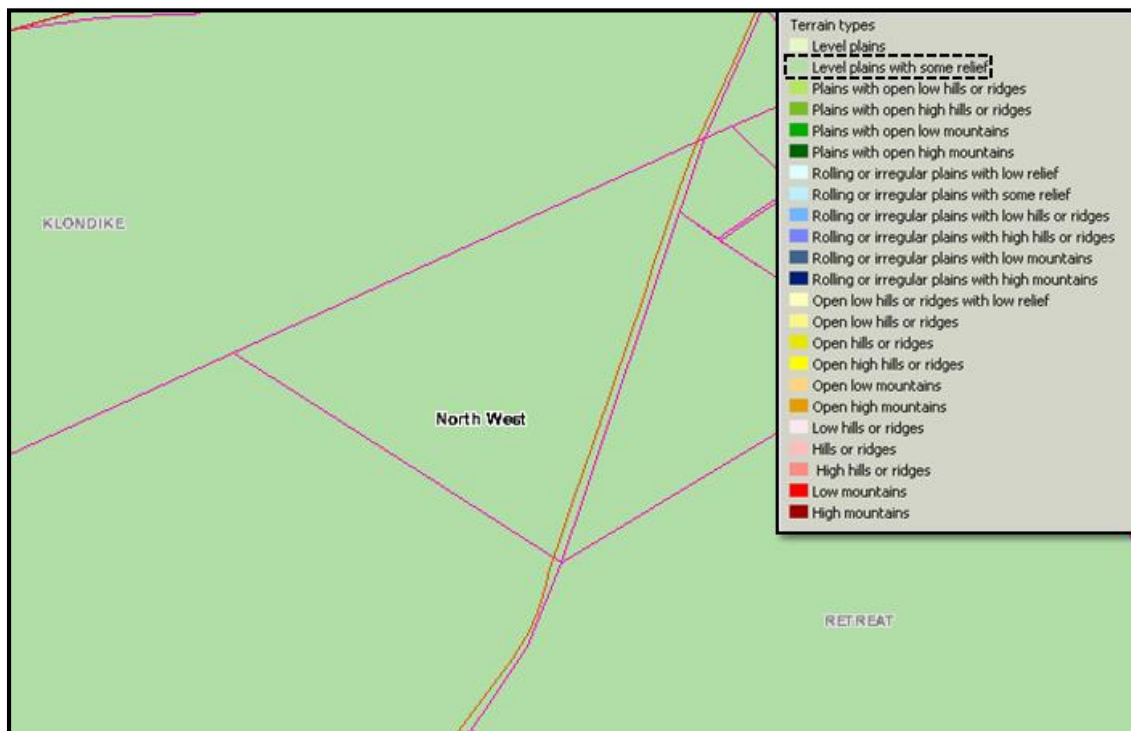 Terrain types
Level plains
Level plains with some relief
Plains with open low hills or ridges
Plains with open high hills or ridges
Plains with open low mountains
Plains with open high mountains
Rolling or irregular plains with low relief
Rolling or irregular plains with some relief
Rolling or irregular plains with low hills or ridges
Rolling or irregular plains with high hills or ridges
Rolling or irregular plains with low mountains
Rolling or irregular plains with high mountains
Open low hills or ridges with low relief
Open low hills or ridges
Open hills or ridges
Open high hills or ridges
Open low mountains
Open high mountains
Low hills or ridges
Hills or ridges
High hills or ridges
Low mountains
High mountains
KLONDIKE
North West
RETREAT